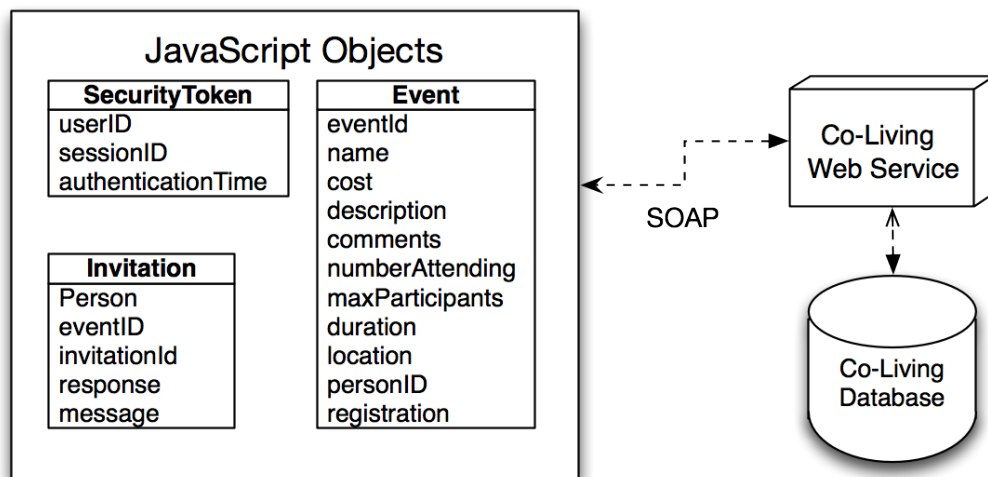 JavaScript Objects
SecurityToken
userID
sessionID
authenticationTime
Invitation
Person
eventID
invitationId
response
message
Event
eventId
name
cost
description
comments
numberAttending
maxParticipants
duration
location
personID
registration
SOAP
Co-Living
Web Service
Co-Living
Database